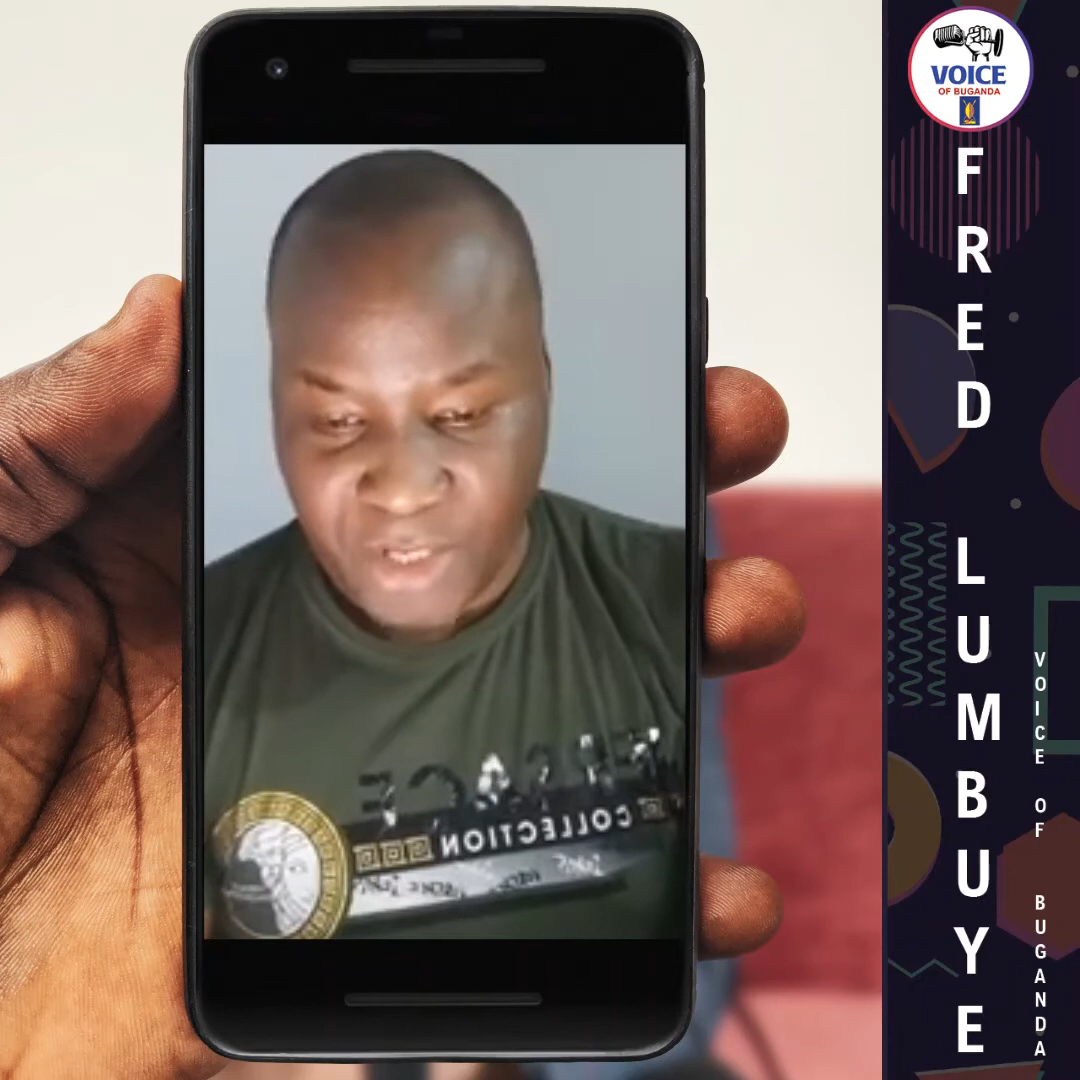 VOICE
OF BUGANDA
FRED LUMBUYE
VOICE OF BUGANDA
COLLECTION